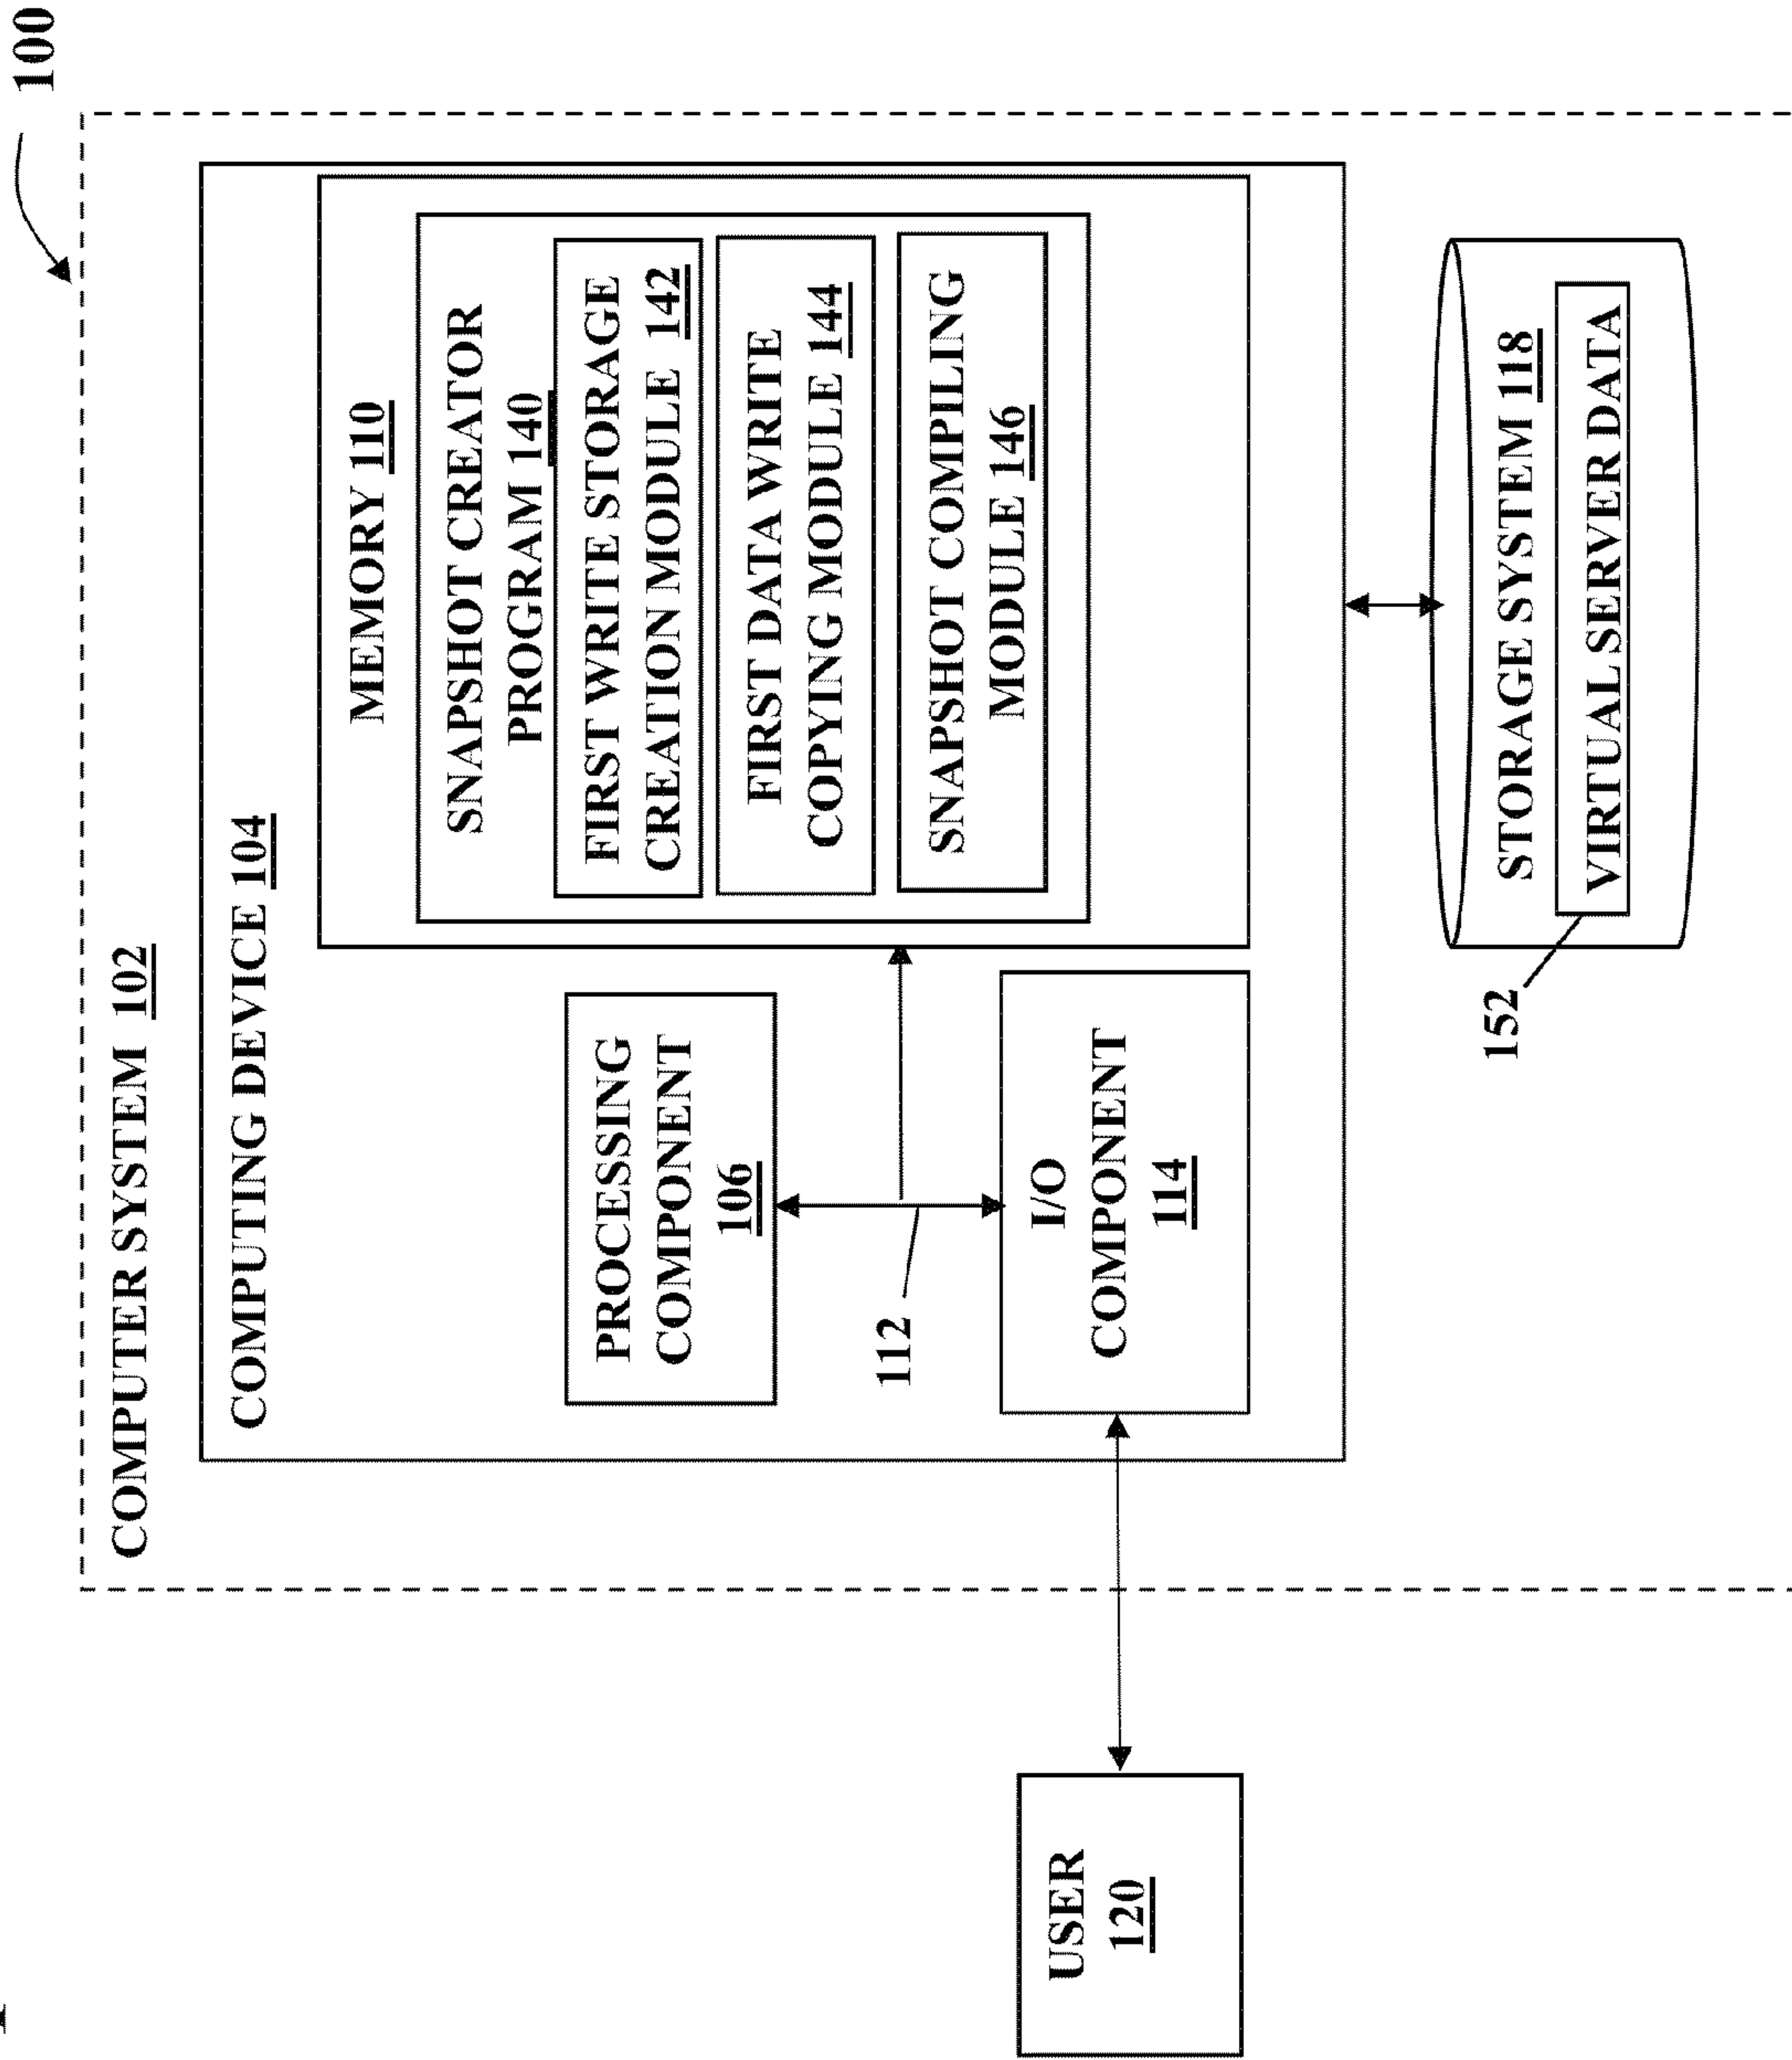 100
COMPUTER SYSTEM 102
COMPUTING DEVICE 104
MEMORY 110
SNAPSHOT CREATOR
PROGRAM 140
FIRST WRITE STORAGE
CREATION MODULE 142
FIRST DATA WRITE
COPYING MODULE 144
SNAPSHOT COMPILING
MODULE 146
PROCESSING
COMPONENT
106
112
I/O
COMPONENT
114
USER
120
STORAGE SYSTEM 118
VIRTUAL SERVER DATA
152